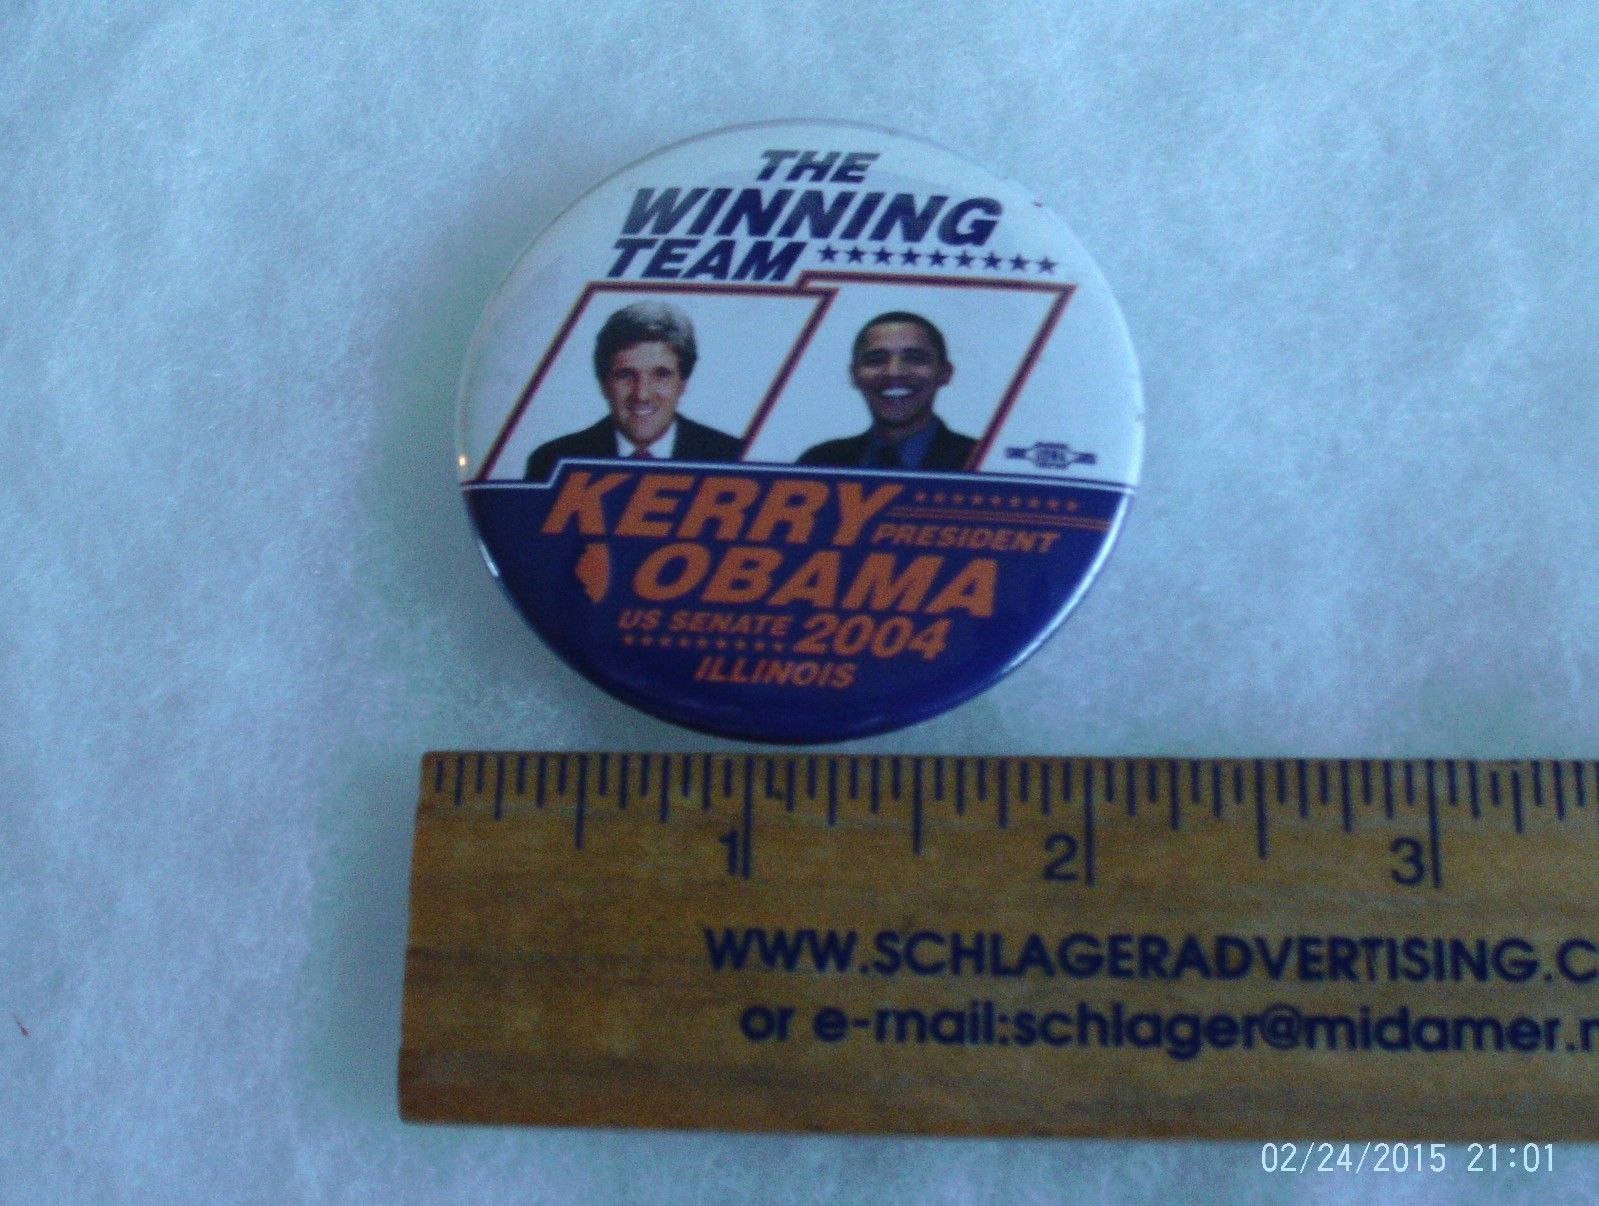 THE
WINNING
TEAM
KERRY
PRESIDENT
OBAMA
US SENATE 2004
ILLINOIS
1 2 3
WWW.SCHLAGERADVERTISING.C
or e-mail:schlager@midamer.n
02/24/2015 21:01